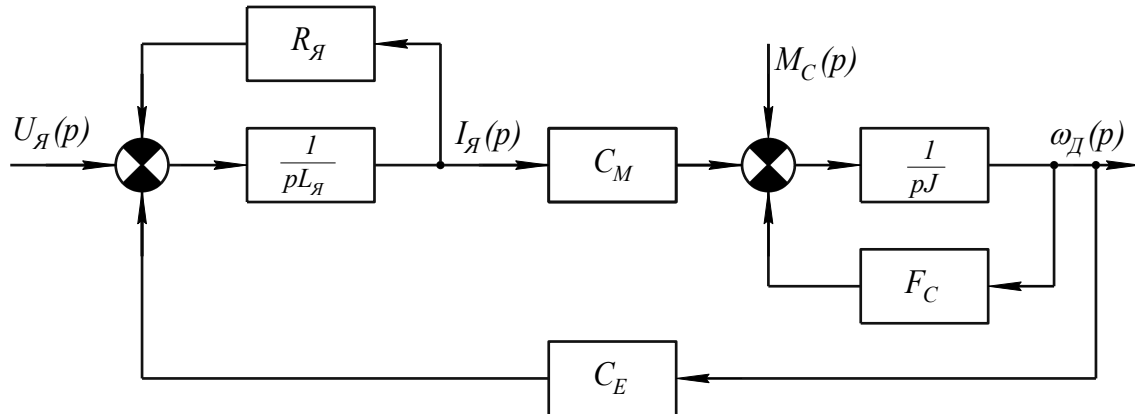 R_Я
M_C(p)
U_Я(p)
1
pL_Я
I_Я(p)
C_M
1
pJ
ω_Д(p)
F_C
C_E